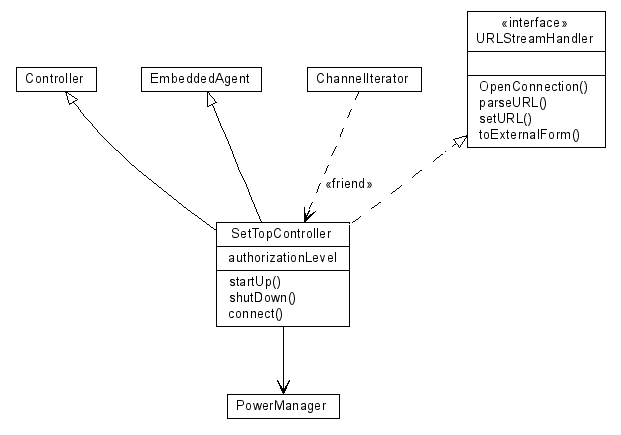 «interface»
URLStreamHandler
Controller
EmbeddedAgent
ChannelIterator
OpenConnection()
parseURL()
setURL()
toExternalForm()
«friend»
SetTopController
authorizationLevel
startUp()
shutDown()
connect()
PowerManager